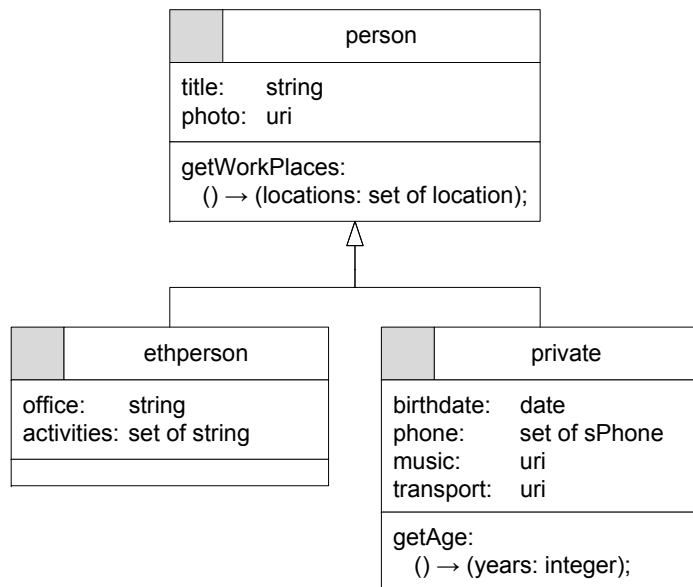 person
title: string
photo: uri
getWorkPlaces:
() → (locations: set of location);
ethperson
office: string
activities: set of string
private
birthdate: date
phone: set of sPhone
music: uri
transport: uri
getAge:
() → (years: integer);